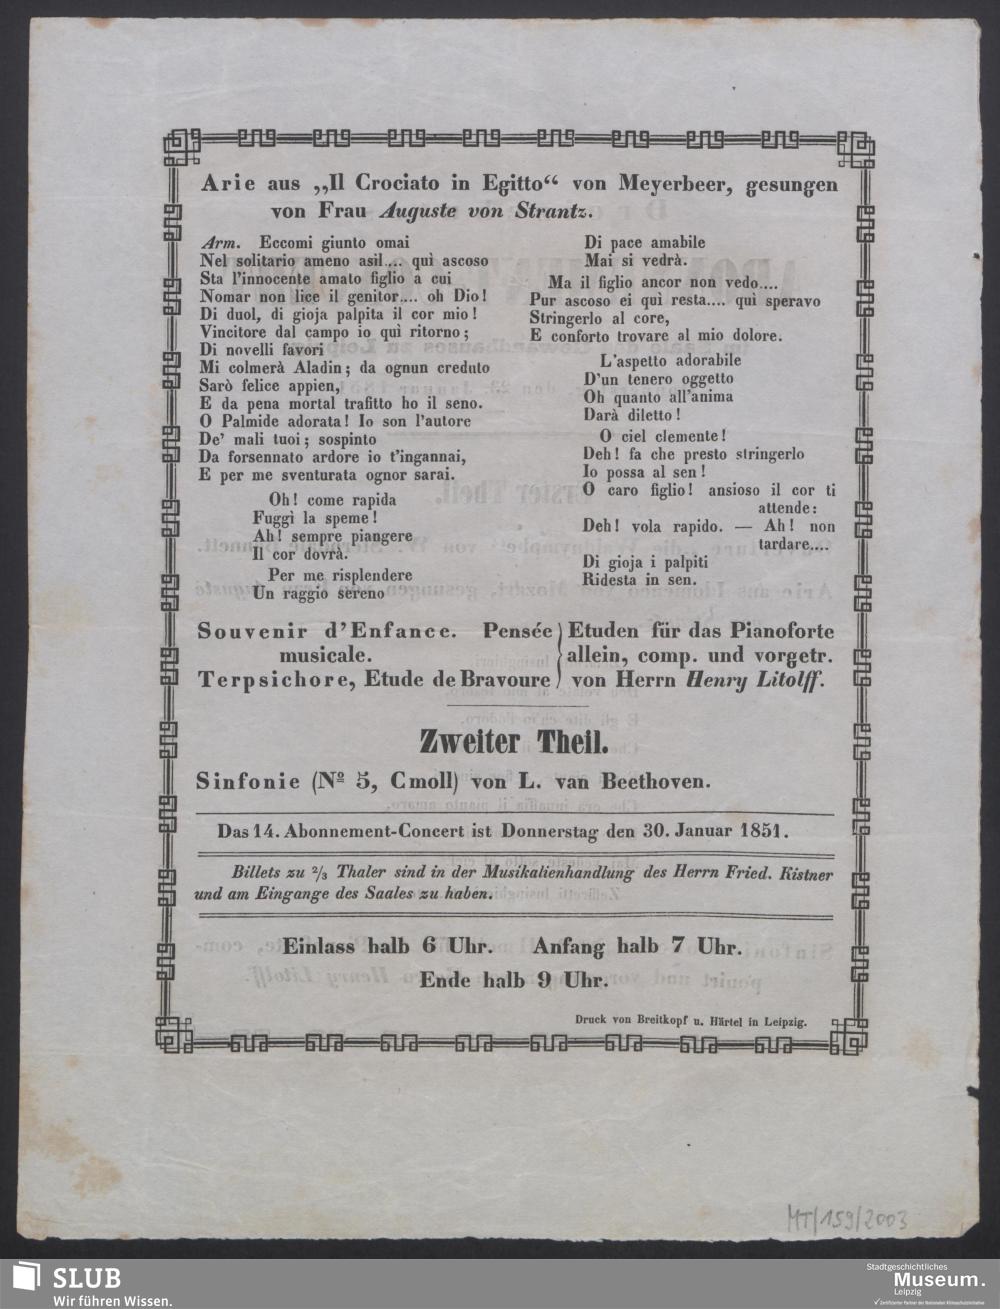 Arie aus „Il Crociato in Egitto“ von Meyerbeer, gesungen
von Frau Auguste von Strantz.
Arm. Eccomi giunto omai
Nel solitario ameno asil.... quì ascoso
Sta l'innocente amato figlio a cui
Nomar non lice il genitor.... oh Dio!
Di duol, di gioja palpita il cor mio!
Vincitore dal campo io quì ritorno;
Di novelli favori
Mi colmerà Aladin; da ognun creduto
Sarò felice appien,
E da pena mortal trafitto ho il seno.
O Palmide adorata! Io son l'autore
De' mali tuoi; sospinto
Da forsennato ardore io t'ingannai,
E per me sventurata ognor sarai.
Oh! come rapida
Fuggì la speme!
Ah! sempre piangere
Il cor dovrà.
Per me risplendere
Un raggio sereno
Di pace amabile
Mai si vedrà.
Ma il figlio ancor non vedo....
Pur ascoso ei quì resta.... quì speravo
Stringerlo al core,
E conforto trovare al mio dolore.
L'aspetto adorabile
D'un tenero oggetto
Oh quanto all'anima
Darà diletto!
O ciel clemente!
Deh! fa che presto stringerlo
Io possa al sen!
O caro figlio! ansioso il cor ti
attende:
Deh! vola rapido. — Ah! non
tardare....
Di gioja i palpiti
Ridesta in sen.
Souvenir d'Enfance. Pensée } Etuden für das Pianoforte
musicale. allein, comp. und vorgetr.
Terpsichore, Etude de Bravoure von Herrn Henry Litolff.
Zweiter Theil.
Sinfonie (Nº 5, Cmoll) von L. van Beethoven.
Das 14. Abonnement-Concert ist Donnerstag den 30. Januar 1851.
Billets zu 2/3 Thaler sind in der Musikalienhandlung des Herrn Fried. Kistner
und am Eingange des Saales zu haben.
Einlass halb 6 Uhr. Anfang halb 7 Uhr.
Ende halb 9 Uhr.
Druck von Breitkopf u. Härtel in Leipzig.
MT/159/2003
SLUB
Wir führen Wissen.
Stadtgeschichtliches
Museum.
Leipzig